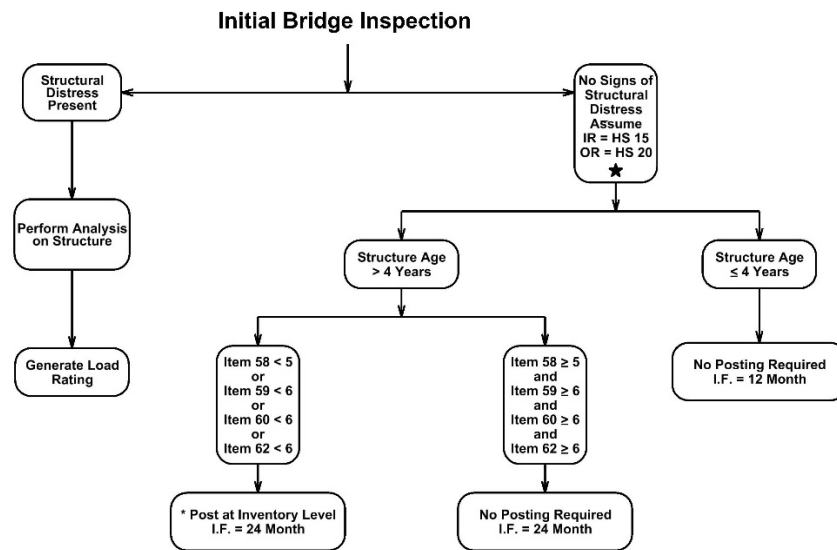 Initial Bridge Inspection
Structural
Distress
Present
No Signs of
Structural
Distress
Assume
IR = HS 15
OR = HS 20
★
Perform Analysis
on Structure
Structure Age
> 4 Years
Structure Age
≤ 4 Years
Generate Load
Rating
Item 58 < 5
or
Item 59 < 6
or
Item 60 < 6
or
Item 62 < 6
Item 58 ≥ 5
and
Item 59 ≥ 6
and
Item 60 ≥ 6
and
Item 62 ≥ 6
No Posting Required
I.F. = 12 Month
* Post at Inventory Level
I.F. = 24 Month
No Posting Required
I.F. = 24 Month